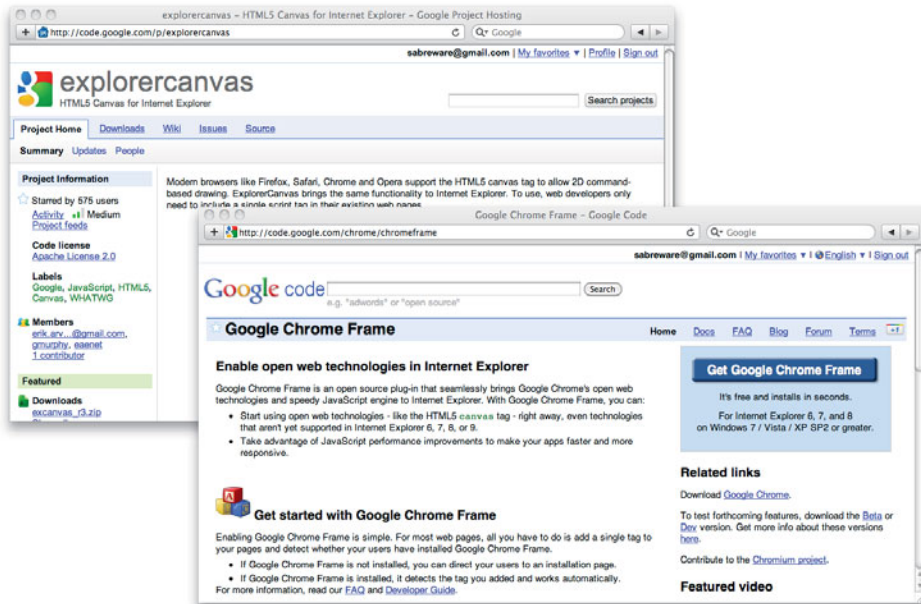 explorercanvas – HTML5 Canvas for Internet Explorer – Google Project Hosting
http://code.google.com/p/explorercanvas
Google
sabreware@gmail.com | My favorites ▼ | Profile | Sign out
explorercanvas
HTML5 Canvas for Internet Explorer
Search projects
Project Home Downloads Wiki Issues Source
Summary Updates People
Project Information
Starred by 575 users
Activity Medium
Project feeds
Code license
Apache License 2.0
Labels
Google, JavaScript, HTML5,
Canvas, WHATWG
Members
erik.arv...@gmail.com,
gmurphy, eaenet
1 contributor
Featured
Downloads
excanvas_r3.zip
Modern browsers like Firefox, Safari, Chrome and Opera support the HTML5 canvas tag to allow 2D command-
based drawing. ExplorerCanvas brings the same functionality to Internet Explorer. To use, web developers only
need to include a single script tag in their existing web pages.
Google Chrome Frame – Google Code
http://code.google.com/chrome/chromeframe
Google
sabreware@gmail.com | My favorites ▼ | English ▼ | Sign out
Google code
Search
e.g. "adwords" or "open source"
Google Chrome Frame
Home Docs FAQ Blog Forum Terms +1
Enable open web technologies in Internet Explorer
Google Chrome Frame is an open source plug-in that seamlessly brings Google Chrome's open web
technologies and speedy JavaScript engine to Internet Explorer. With Google Chrome Frame, you can:
• Start using open web technologies - like the HTML5 canvas tag - right away, even technologies
that aren't yet supported in Internet Explorer 6, 7, 8, or 9.
• Take advantage of JavaScript performance improvements to make your apps faster and more
responsive.
A
Get started with Google Chrome Frame
Enabling Google Chrome Frame is simple. For most web pages, all you have to do is add a single tag to
your pages and detect whether your users have installed Google Chrome Frame.
• If Google Chrome Frame is not installed, you can direct your users to an installation page.
• If Google Chrome Frame is installed, it detects the tag you added and works automatically.
For more information, read our FAQ and Developer Guide.
Get Google Chrome Frame
It's free and installs in seconds.
For Internet Explorer 6, 7, and 8
on Windows 7 / Vista / XP SP2 or greater.
Related links
Download Google Chrome.
To test forthcoming features, download the Beta or
Dev version. Get more info about these versions
here.
Contribute to the Chromium project.
Featured video